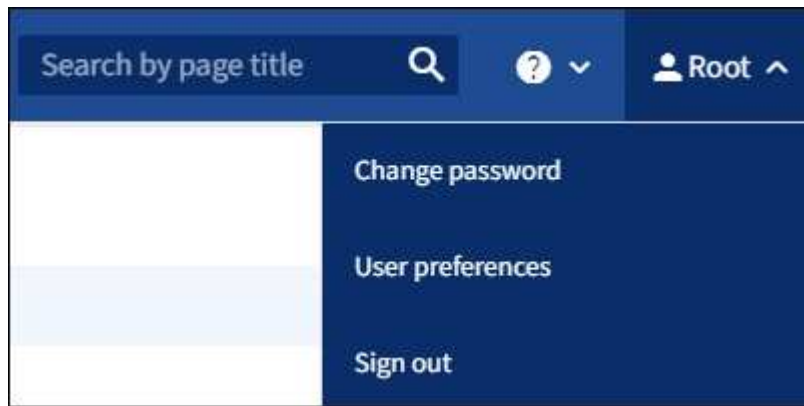 Search by page title
? Root
Change password
User preferences
Sign out